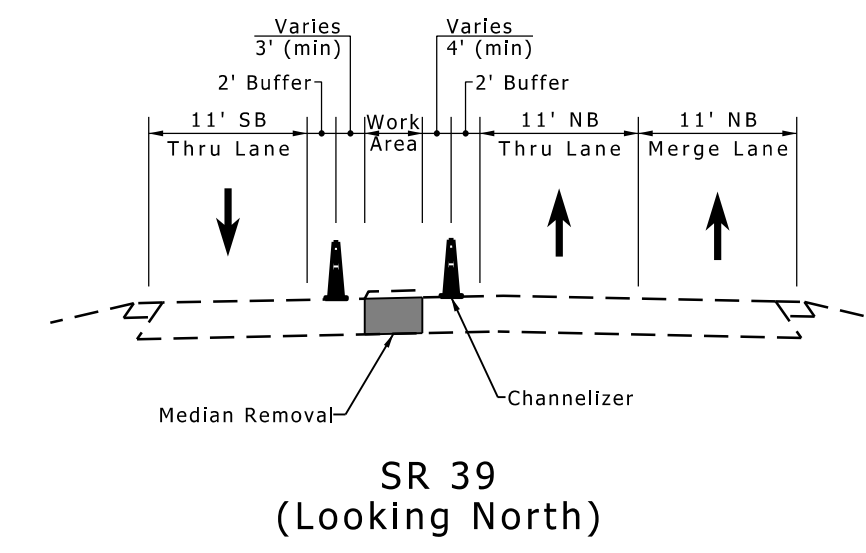 Varies
3' (min)
Varies
4' (min)
2' Buffer
2' Buffer
11' SB
Thru Lane
Work
Area
11' NB
Thru Lane
11' NB
Merge Lane
Median Removal
Channelizer
SR 39
(Looking North)